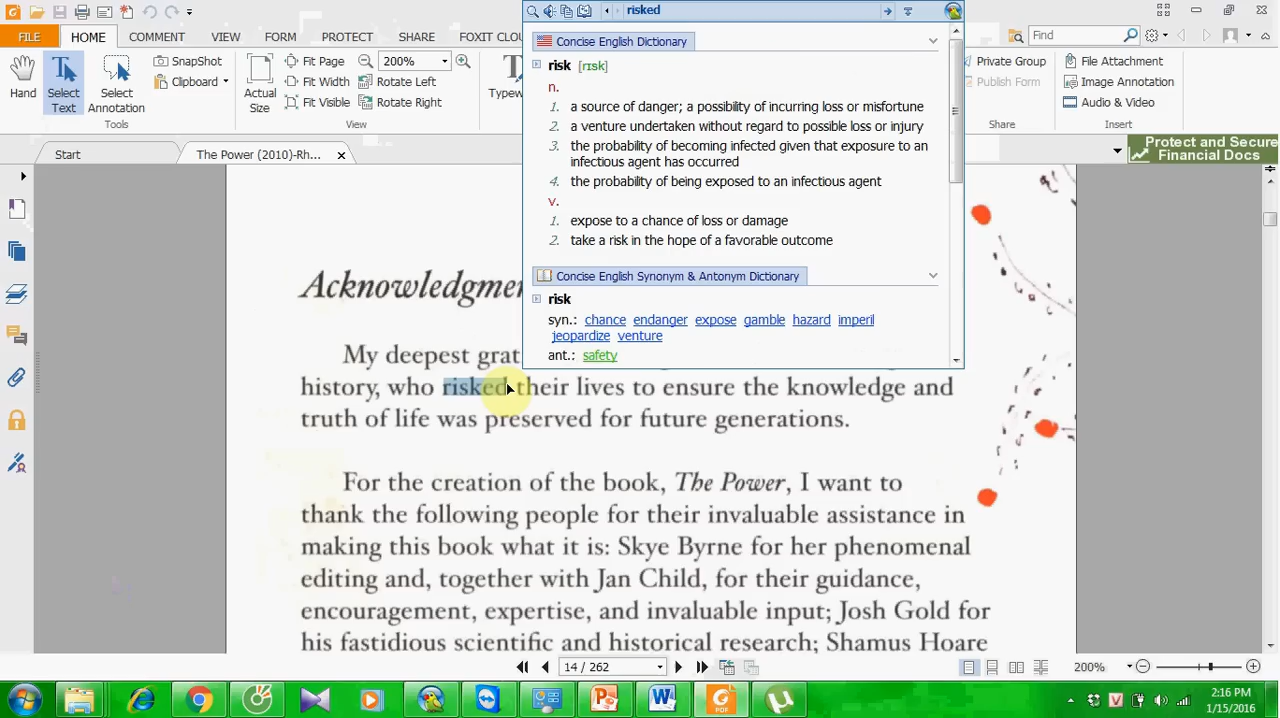 risked
FILE HOME COMMENT VIEW FORM PROTECT SHARE FOXIT CLOU
Find
Hand
Select
Text
Select
Annotation
SnapShot
Clipboard
Tools
Actual
Size
Fit Page
Fit Width
Fit Visible
200%
Rotate Left
Rotate Right
View
Typew
Private Group
Publish Form
Share
File Attachment
Image Annotation
Audio & Video
Insert
Start
The Power (2010)-Rh...
Protect and Secure
Financial Docs
Concise English Dictionary
risk [rɪsk]
n.
1. a source of danger; a possibility of incurring loss or misfortune
2. a venture undertaken without regard to possible loss or injury
3. the probability of becoming infected given that exposure to an
infectious agent has occurred
4. the probability of being exposed to an infectious agent
v.
1. expose to a chance of loss or damage
2. take a risk in the hope of a favorable outcome
Concise English Synonym & Antonym Dictionary
risk
syn.: chance endanger expose gamble hazard imperil
jeopardize venture
ant.: safety
Acknowledgmen
My deepest grat
history, who risked their lives to ensure the knowledge and
truth of life was preserved for future generations.
For the creation of the book, The Power, I want to
thank the following people for their invaluable assistance in
making this book what it is: Skye Byrne for her phenomenal
editing and, together with Jan Child, for their guidance,
encouragement, expertise, and invaluable input; Josh Gold for
his fastidious scientific and historical research; Shamus Hoare
14 / 262
200%
PDF
2:16 PM
1/15/2016